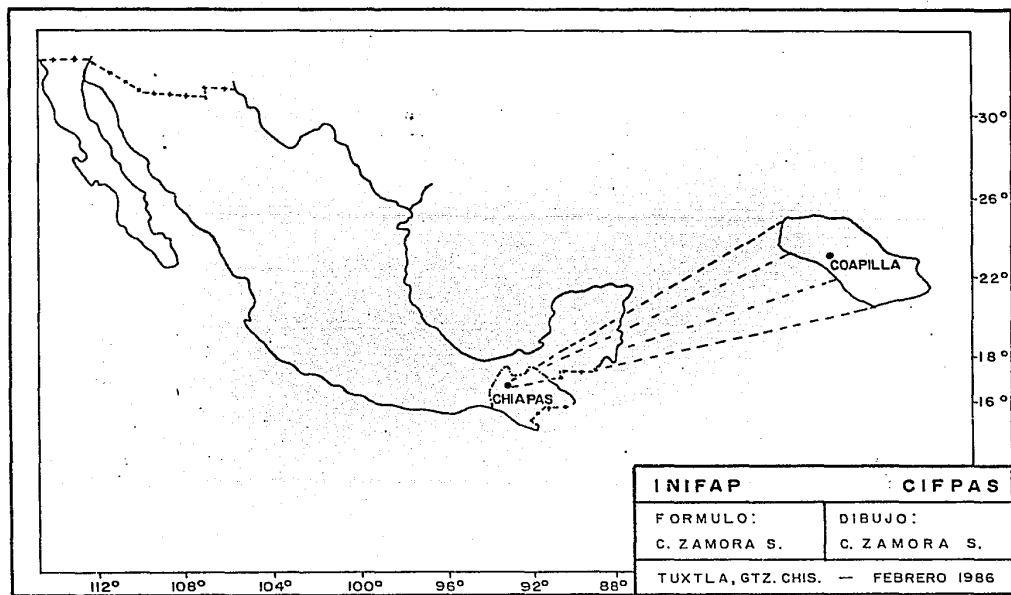 30°
26°
COAPILLA
22°
18°
CHIAPAS
16°
INIFAP CIFPAS
FORMULO: DIBUJO:
C. ZAMORA S. C. ZAMORA S.
TUXTLA, GTZ. CHIS. — FEBRERO 1986
112° 108° 104° 100° 96° 92° 88°